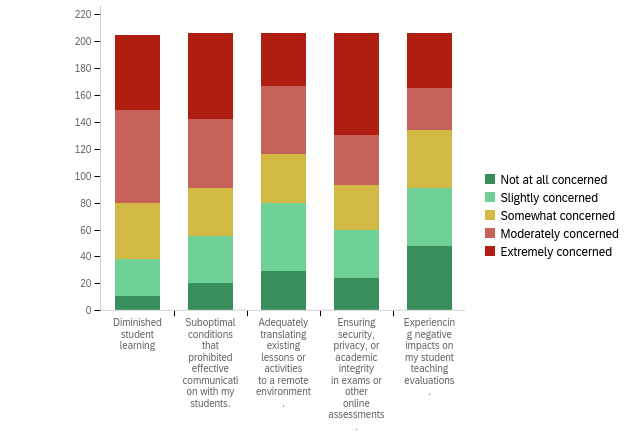 220
200
180
160
140
120
100
80
60
40
20
0
Diminished
student
learning
Suboptimal
conditions
that
prohibited
effective
communicati
on with my
students.
Adequately
translating
existing
lessons or
activities
to a remote
environment
.
Ensuring
security,
privacy, or
academic
integrity
in exams or
other
online
assessments
.
Experiencin
g negative
impacts on
my student
teaching
evaluations
.
Not at all concerned
Slightly concerned
Somewhat concerned
Moderately concerned
Extremely concerned